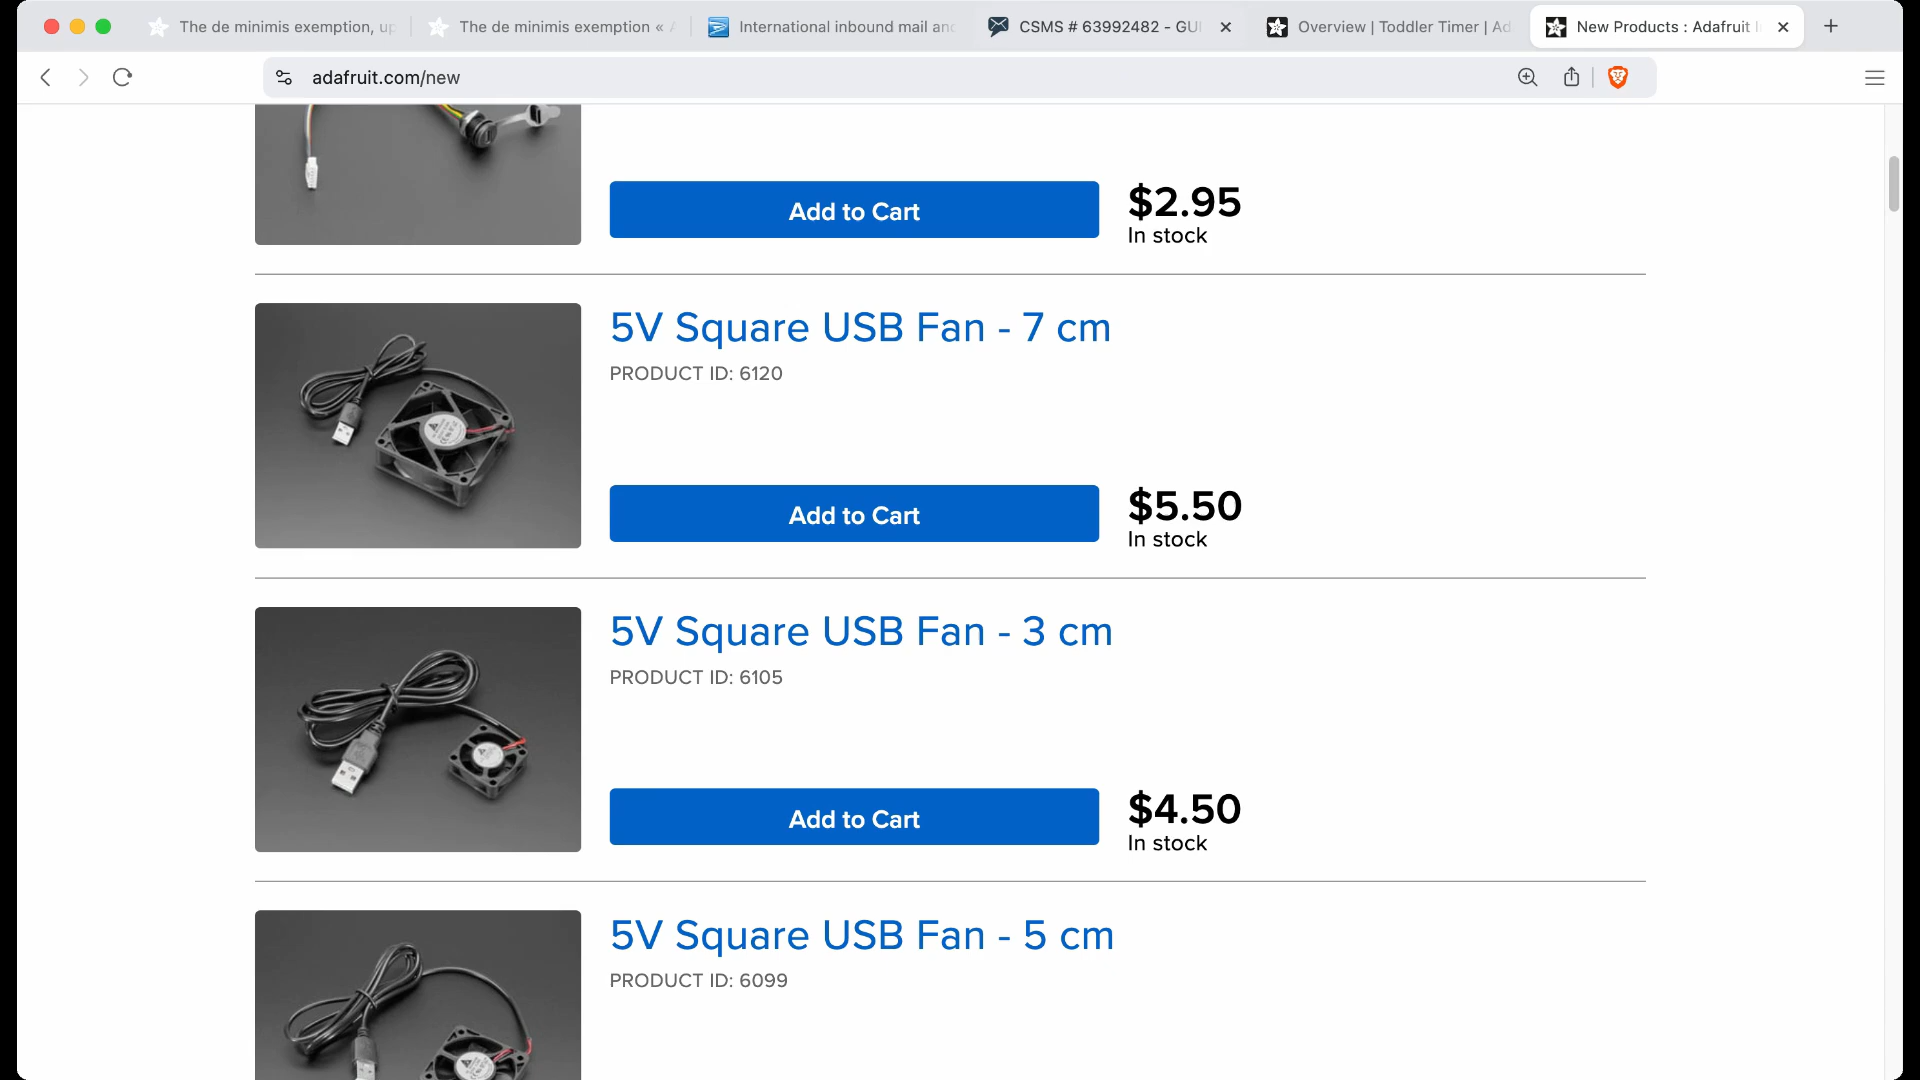 The de minimis exemption, up
The de minimis exemption «
International inbound mail and
CSMS # 63992482 - GUI
Overview | Toddler Timer | Ad
New Products : Adafruit I
adafruit.com/new
Add to Cart
$2.95
In stock
5V Square USB Fan - 7 cm
PRODUCT ID: 6120
Add to Cart
$5.50
In stock
5V Square USB Fan - 3 cm
PRODUCT ID: 6105
Add to Cart
$4.50
In stock
5V Square USB Fan - 5 cm
PRODUCT ID: 6099